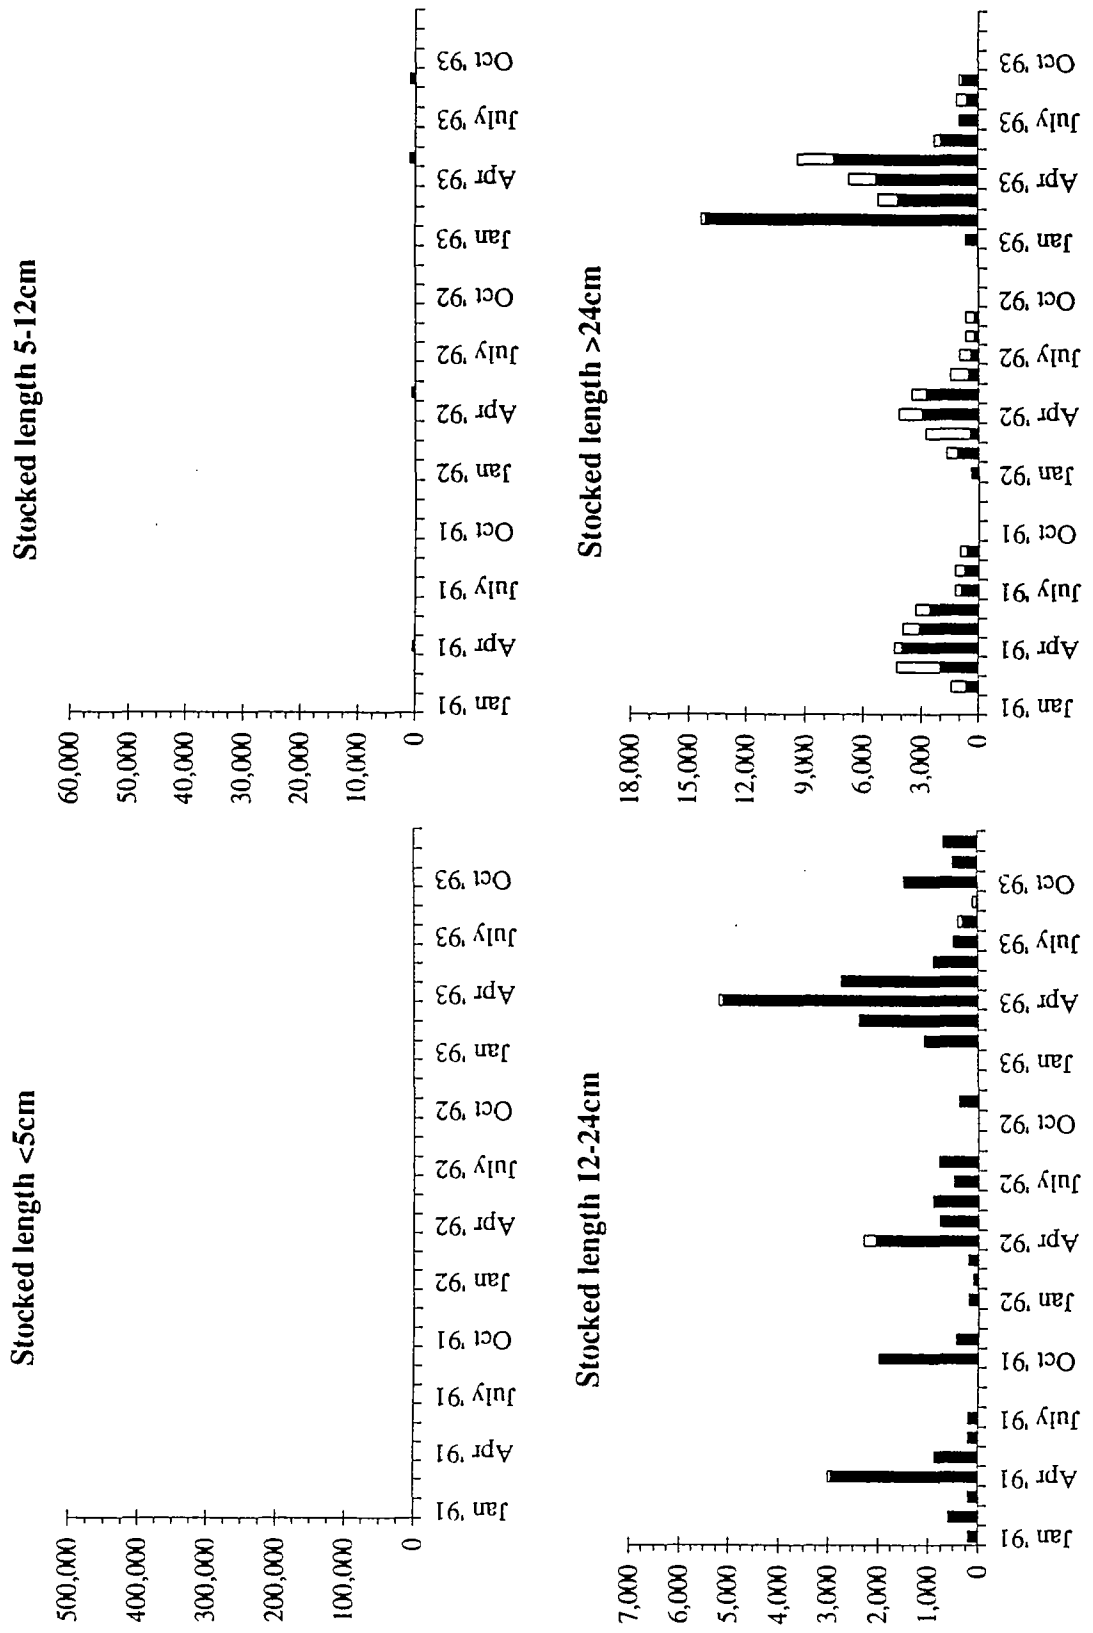 Stocked length <5cm
500,000
400,000
300,000
200,000
100,000
0
Jan '91
Apr '91
July '91
Oct '91
Jan '92
Apr '92
July '92
Oct '92
Jan '93
Apr '93
July '93
Oct '93
Stocked length 5-12cm
60,000
50,000
40,000
30,000
20,000
10,000
0
Jan '91
Apr '91
July '91
Oct '91
Jan '92
Apr '92
July '92
Oct '92
Jan '93
Apr '93
July '93
Oct '93
Stocked length 12-24cm
7,000
6,000
5,000
4,000
3,000
2,000
1,000
0
Jan '91
Apr '91
July '91
Oct '91
Jan '92
Apr '92
July '92
Oct '92
Jan '93
Apr '93
July '93
Oct '93
Stocked length >24cm
18,000
15,000
12,000
9,000
6,000
3,000
0
Jan '91
Apr '91
July '91
Oct '91
Jan '92
Apr '92
July '92
Oct '92
Jan '93
Apr '93
July '93
Oct '93